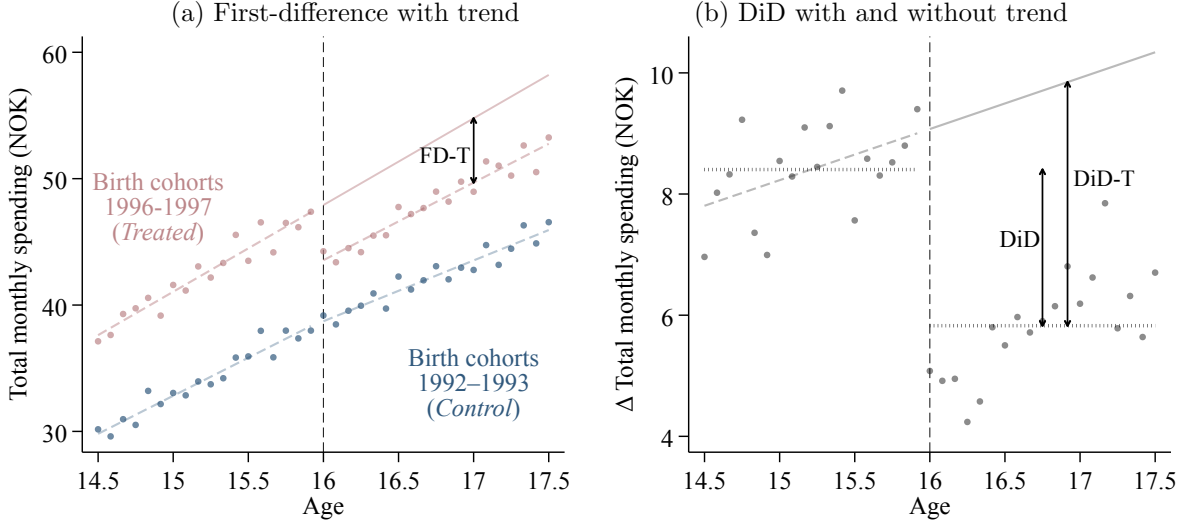 (a) First-difference with trend
Total monthly spending (NOK)
60
50
40
30
Birth cohorts
1996-1997
(Treated)
FD-T
Birth cohorts
1992–1993
(Control)
14.5 15 15.5 16 16.5 17 17.5
Age
(b) DiD with and without trend
Δ Total monthly spending (NOK)
10
8
6
4
DiD-T
DiD
14.5 15 15.5 16 16.5 17 17.5
Age